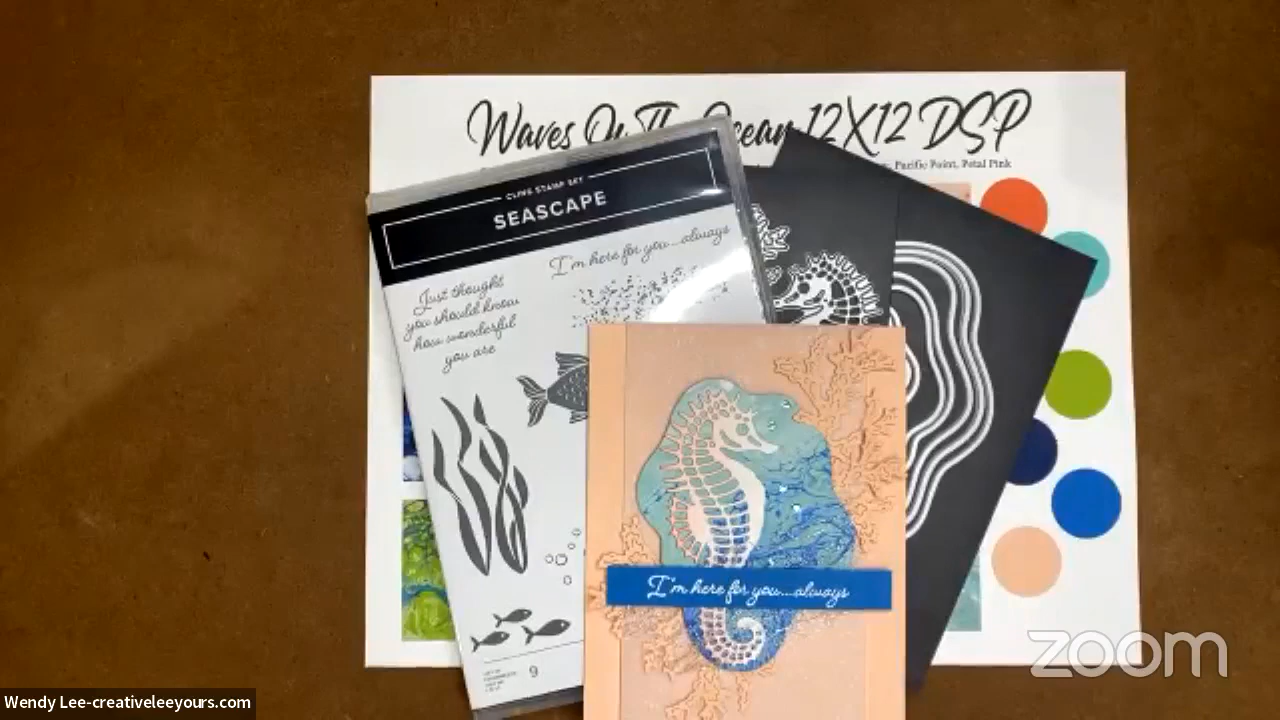 Waves Of The Ocean 12X12 DSP
Pacific Point, Petal Pink
CLING STAMP SET
SEASCAPE
I'm here for you...always
Just thought
you should know
how wonderful
you are
9
I'm here for you...always
zoom
Wendy Lee-creativeleeyours.com